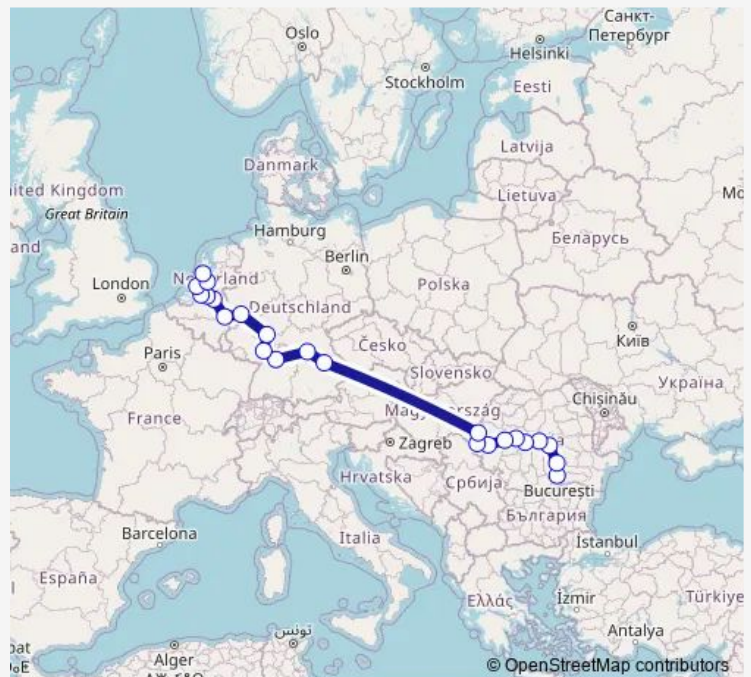 Санкт-
Петербург
Oslo
Helsinki
Stockholm
Eesti
Latvija
Danmark
Lietuva
ited Kingdom
Great Britain
Hamburg
Беларусь
and
Berlin
London
Polska
Deutschland
Київ
Paris
Česko
Slovensko
Україна
Chișinău
France
Zagreb
Hrvatska
Србија
București
България
Barcelona
Italia
İstanbul
España
Ελλάς
İzmir
Türkiye
تونس
Antalya
Alger
© OpenStreetMap contributors